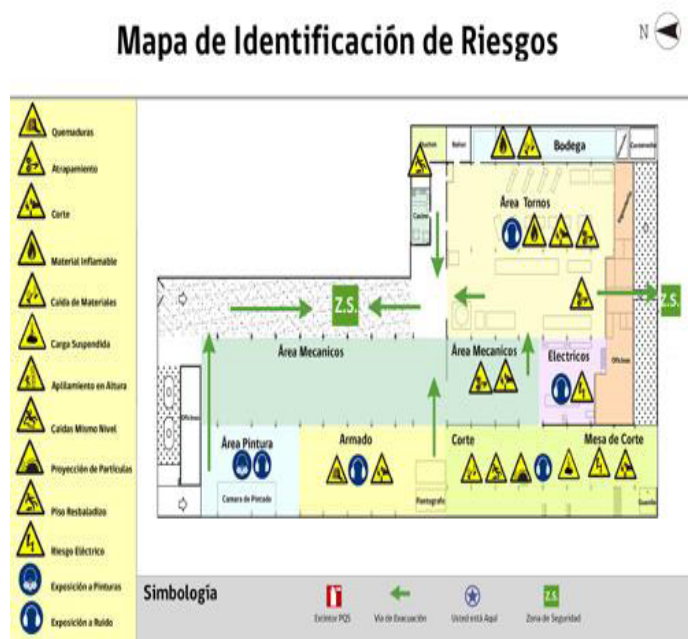 Mapa de Identificación de Riesgos
N
Quemaduras
Atrapamiento
Corte
Material Inflamable
Caída de Materiales
Carga Suspendida
Apilamiento en Altura
Caídas Mismo Nivel
Proyección de Partículas
Piso Resbaladizo
Riesgo Eléctrico
Exposición a Pinturas
Exposición a Ruido
Baños
Bodega
Casino
Área Tornos
Z.S.
Z.S.
Oficinas
Área Mecanicos
Área Mecanicos
Electricos
Oficinas
Área Pintura
Camara de Pintado
Armado
Pantografo
Corte
Mesa de Corte
Simbología
Extintor PQS
Vía de Evacuación
Usted está Aquí
Z.S.
Zona de Seguridad